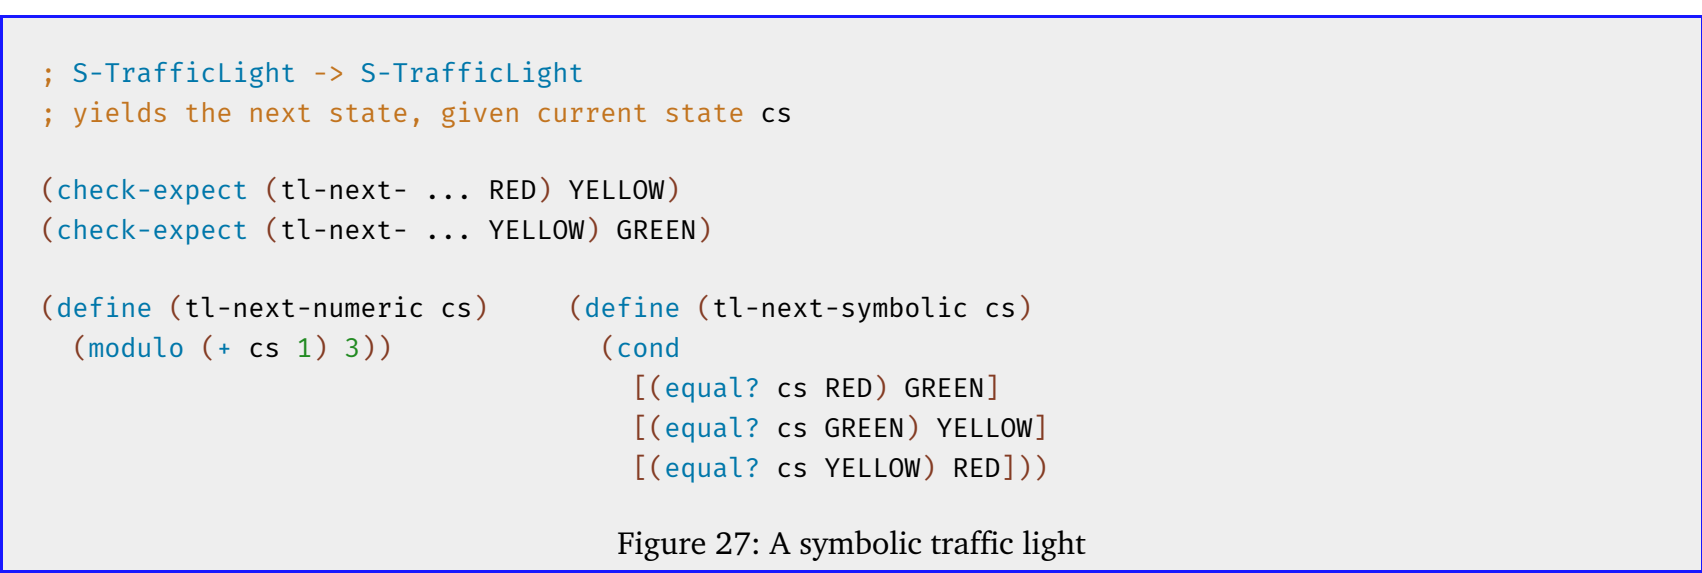 ; S-TrafficLight -> S-TrafficLight
; yields the next state, given current state cs
(check-expect (tl-next- ... RED) YELLOW)
(check-expect (tl-next- ... YELLOW) GREEN)
(define (tl-next-numeric cs)     (define (tl-next-symbolic cs)
  (modulo (+ cs 1) 3))             (cond
                                     [(equal? cs RED) GREEN]
                                     [(equal? cs GREEN) YELLOW]
                                     [(equal? cs YELLOW) RED]))
Figure 27: A symbolic traffic light